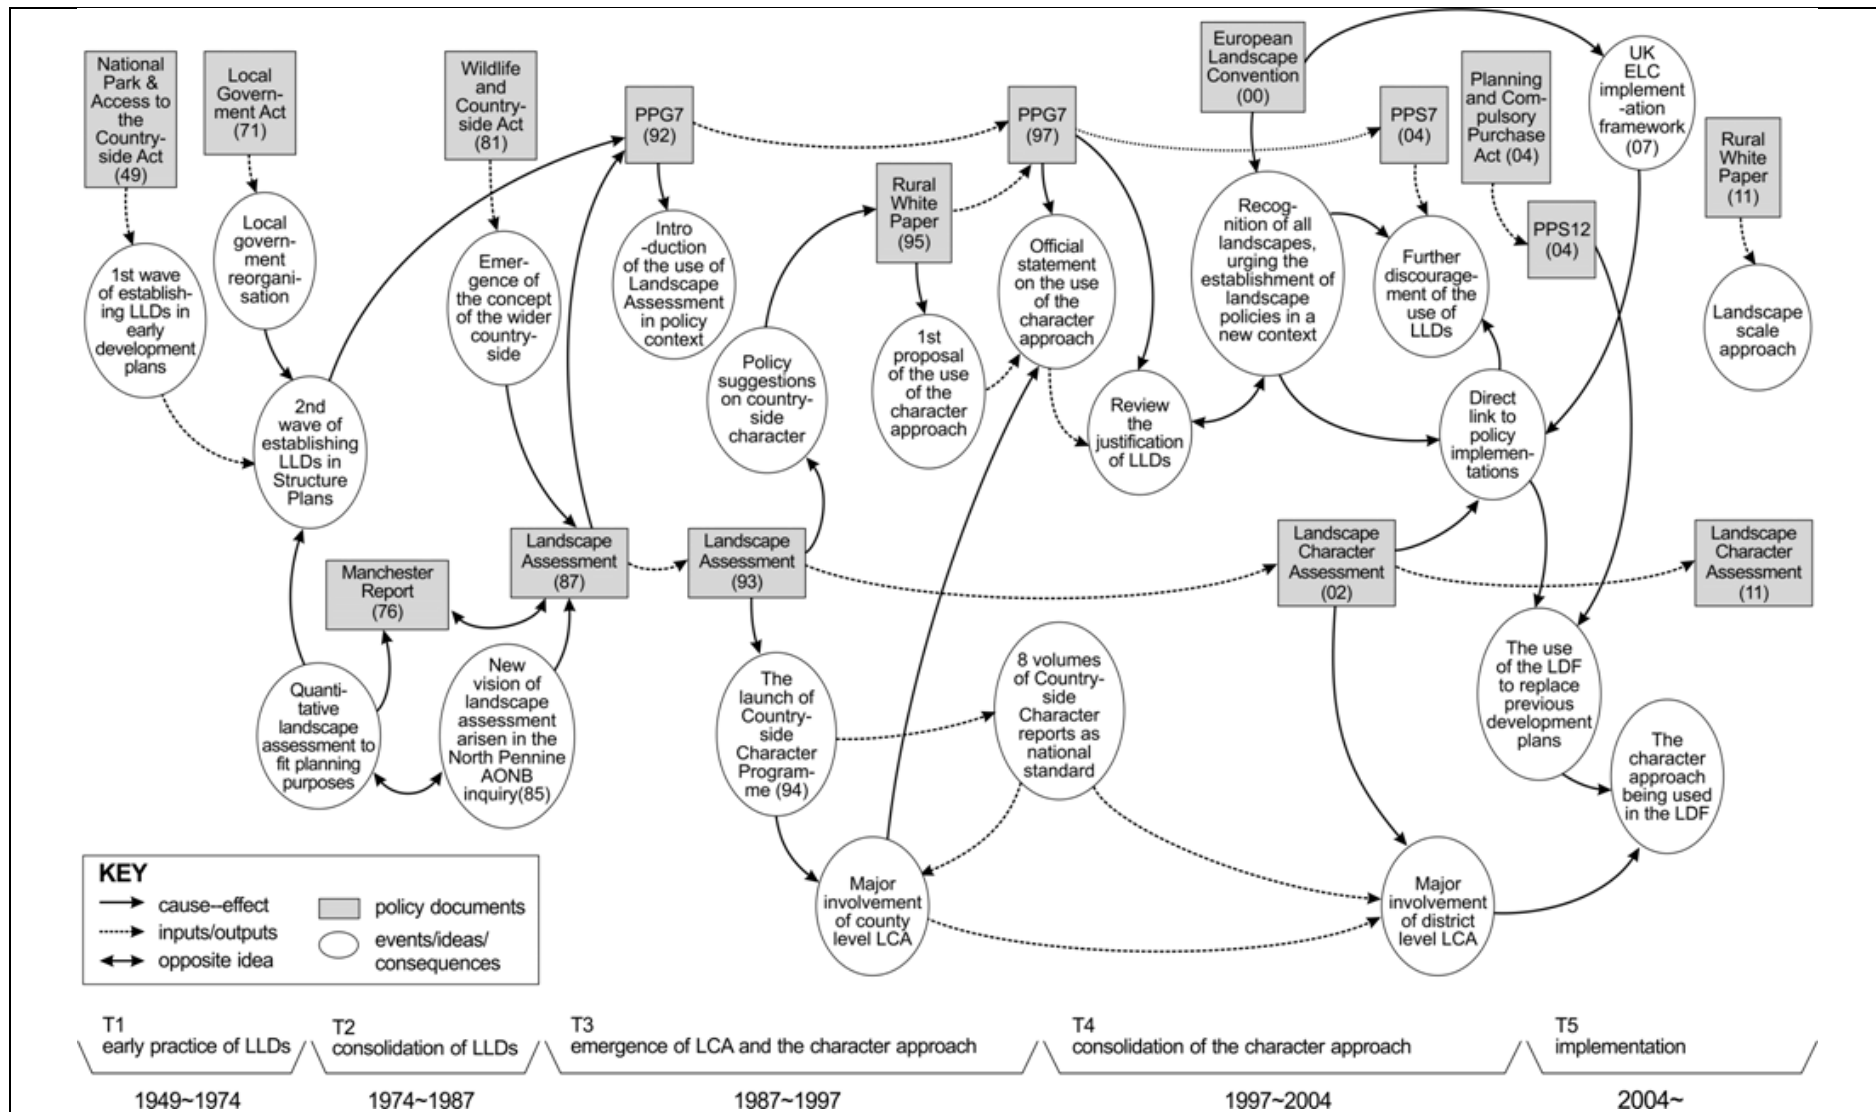 National
Park &
Access to
the
Country-
side Act
(49)
Local
Govern-
ment Act
(71)
Wildlife
and
Country-
side Act
(81)
PPG7
(92)
PPG7
(97)
European
Landscape
Convention
(00)
PPS7
(04)
Planning
and Com-
pulsory
Purchase
Act (04)
UK
ELC
implement
-ation
framework
(07)
Rural
White
Paper
(11)
1st wave
of establish-
ing LLDs in
early
development
plans
Local
govern-
ment
reorgani-
sation
Emer-
gence of
the concept
of the wider
country-
side
Intro
-duction
of the use of
Landscape
Assessment
in policy
context
Rural
White
Paper
(95)
Official
statement
on the use
of the
character
approach
Recog-
nition of all
landscapes,
urging the
establishment of
landscape
policies in a
new context
Further
discourage-
ment of the
use of
LLDs
PPS12
(04)
Landscape
scale
approach
2nd
wave of
establishing
LLDs in
Structure
Plans
Policy
suggestions
on country-
side
character
1st
proposal
of the use
of the
character
approach
Review
the
justification
of LLDs
Direct
link to
policy
implemen-
tations
Manchester
Report
(76)
Landscape
Assessment
(87)
Landscape
Assessment
(93)
Landscape
Character
Assessment
(02)
Landscape
Character
Assessment
(11)
Quanti-
tative
landscape
assessment to
fit planning
purposes
New
vision of
landscape
assessment
arisen in the
North Pennine
AONB
inquiry(85)
The
launch of
Country-
side
Character
Program-
me (94)
8 volumes
of Country-
side
Character
reports as
national
standard
The use
of the LDF
to replace
previous
development
plans
The
character
approach
being used
in the LDF
Major
involvement
of county
level LCA
Major
involvement
of district
level LCA
KEY
cause--effect
inputs/outputs
opposite idea
policy documents
events/ideas/
consequences
T1
early practice of LLDs
T2
consolidation of LLDs
T3
emergence of LCA and the character approach
T4
consolidation of the character approach
T5
implementation
1949~1974
1974~1987
1987~1997
1997~2004
2004~